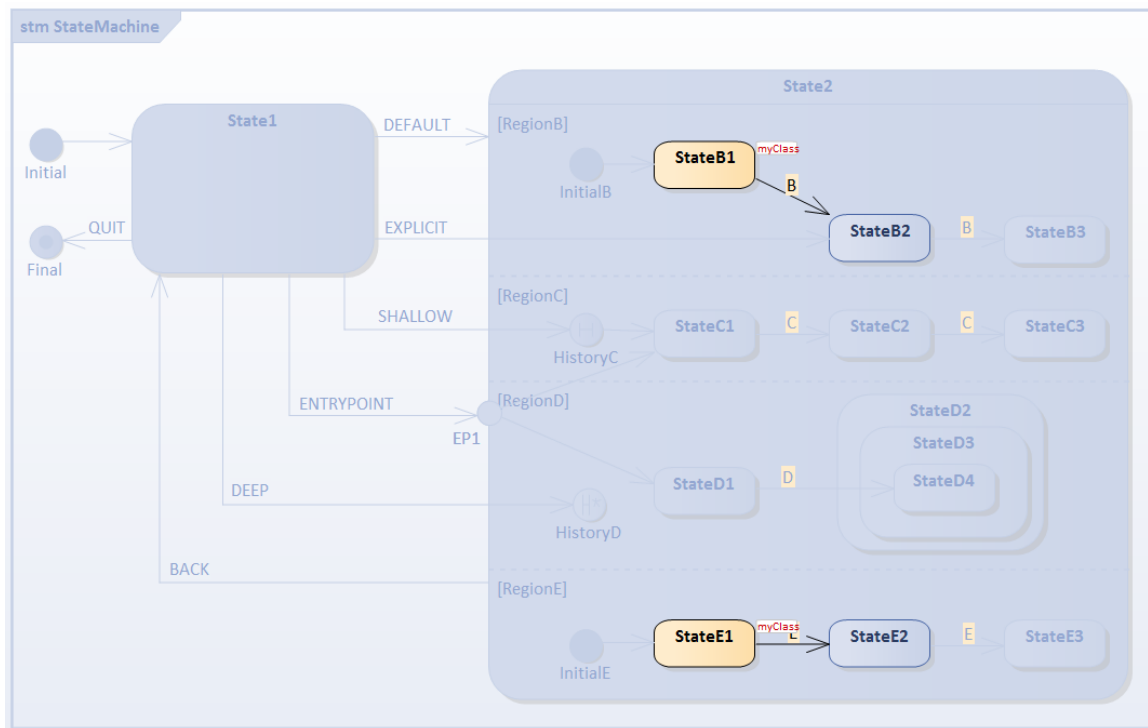 stm StateMachine
State2
State1
DEFAULT
[RegionB]
Initial
InitialB
StateB1
myClass
B
QUIT
EXPLICIT
StateB2
B
StateB3
Final
[RegionC]
SHALLOW
HistoryC
StateC1
C
StateC2
C
StateC3
ENTRYPOINT
EP1
[RegionD]
StateD2
StateD3
StateD1
D
StateD4
DEEP
HistoryD
BACK
[RegionE]
InitialE
StateE1
myClass
E
StateE2
E
StateE3